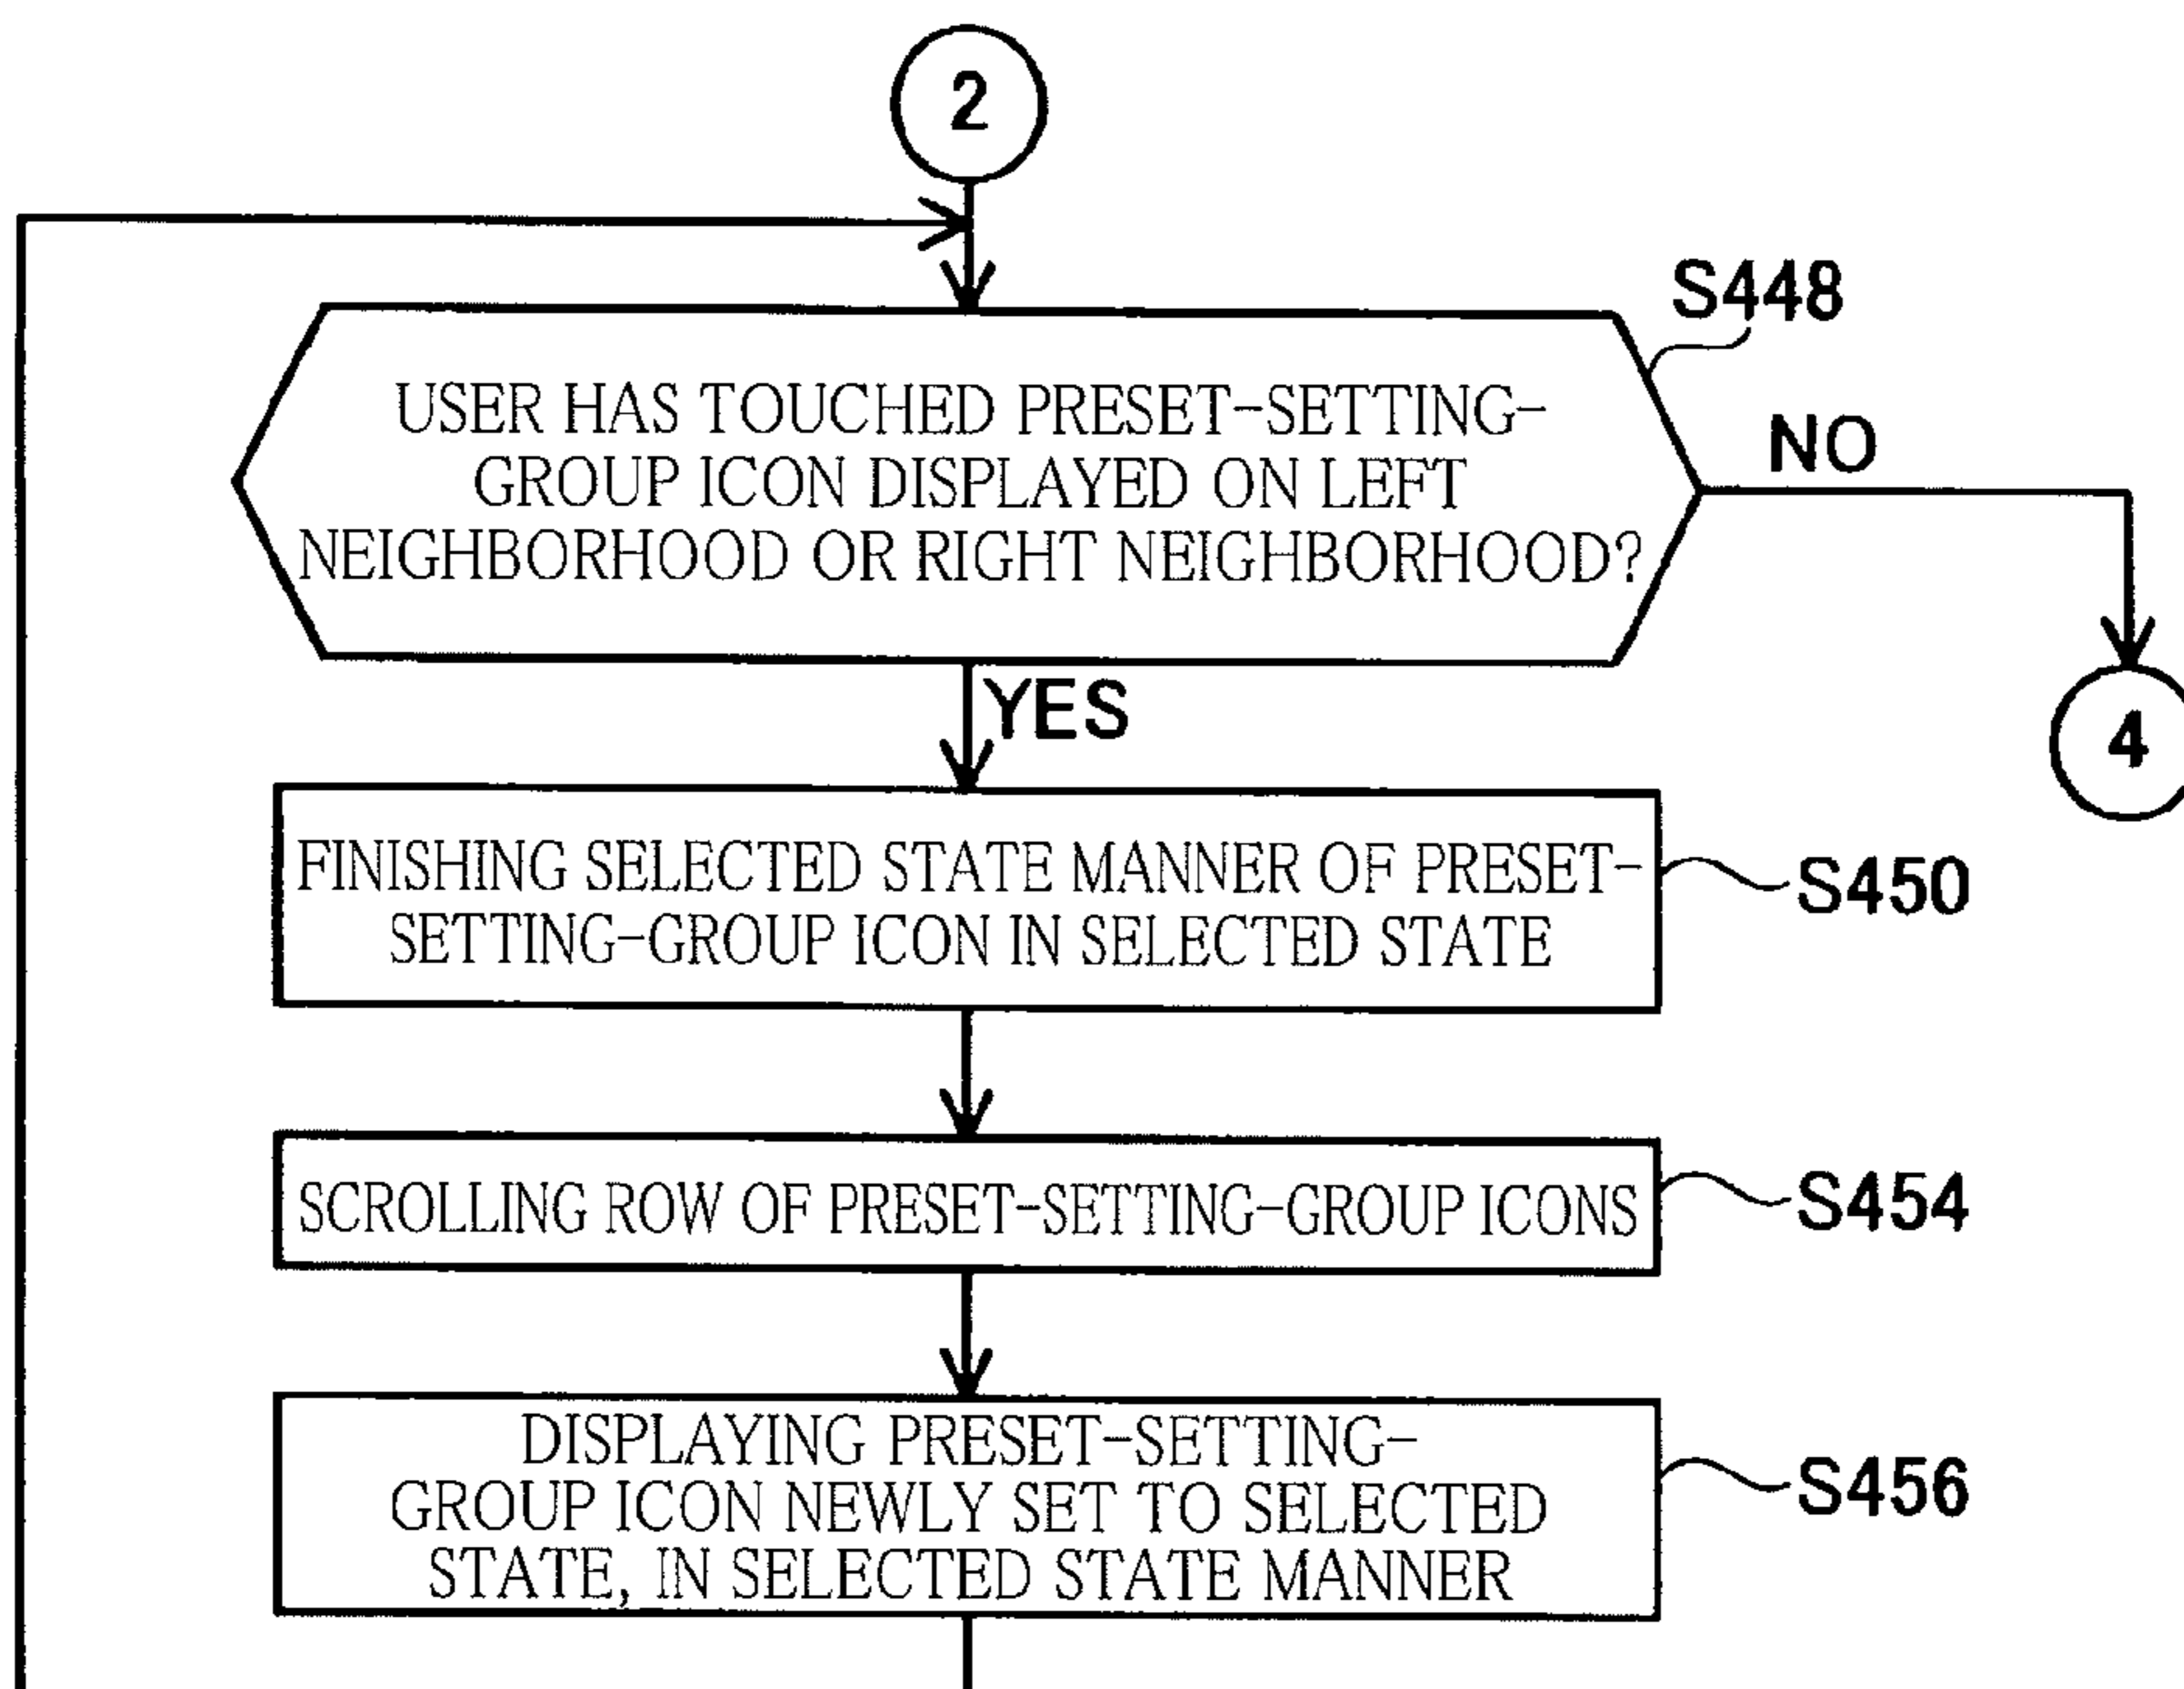 2
S448
USER HAS TOUCHED PRESET-SETTING-
GROUP ICON DISPLAYED ON LEFT
NEIGHBORHOOD OR RIGHT NEIGHBORHOOD?
NO
YES
4
FINISHING SELECTED STATE MANNER OF PRESET-
SETTING-GROUP ICON IN SELECTED STATE
S450
SCROLLING ROW OF PRESET-SETTING-GROUP ICONS
S454
DISPLAYING PRESET-SETTING-
GROUP ICON NEWLY SET TO SELECTED
STATE, IN SELECTED STATE MANNER
S456